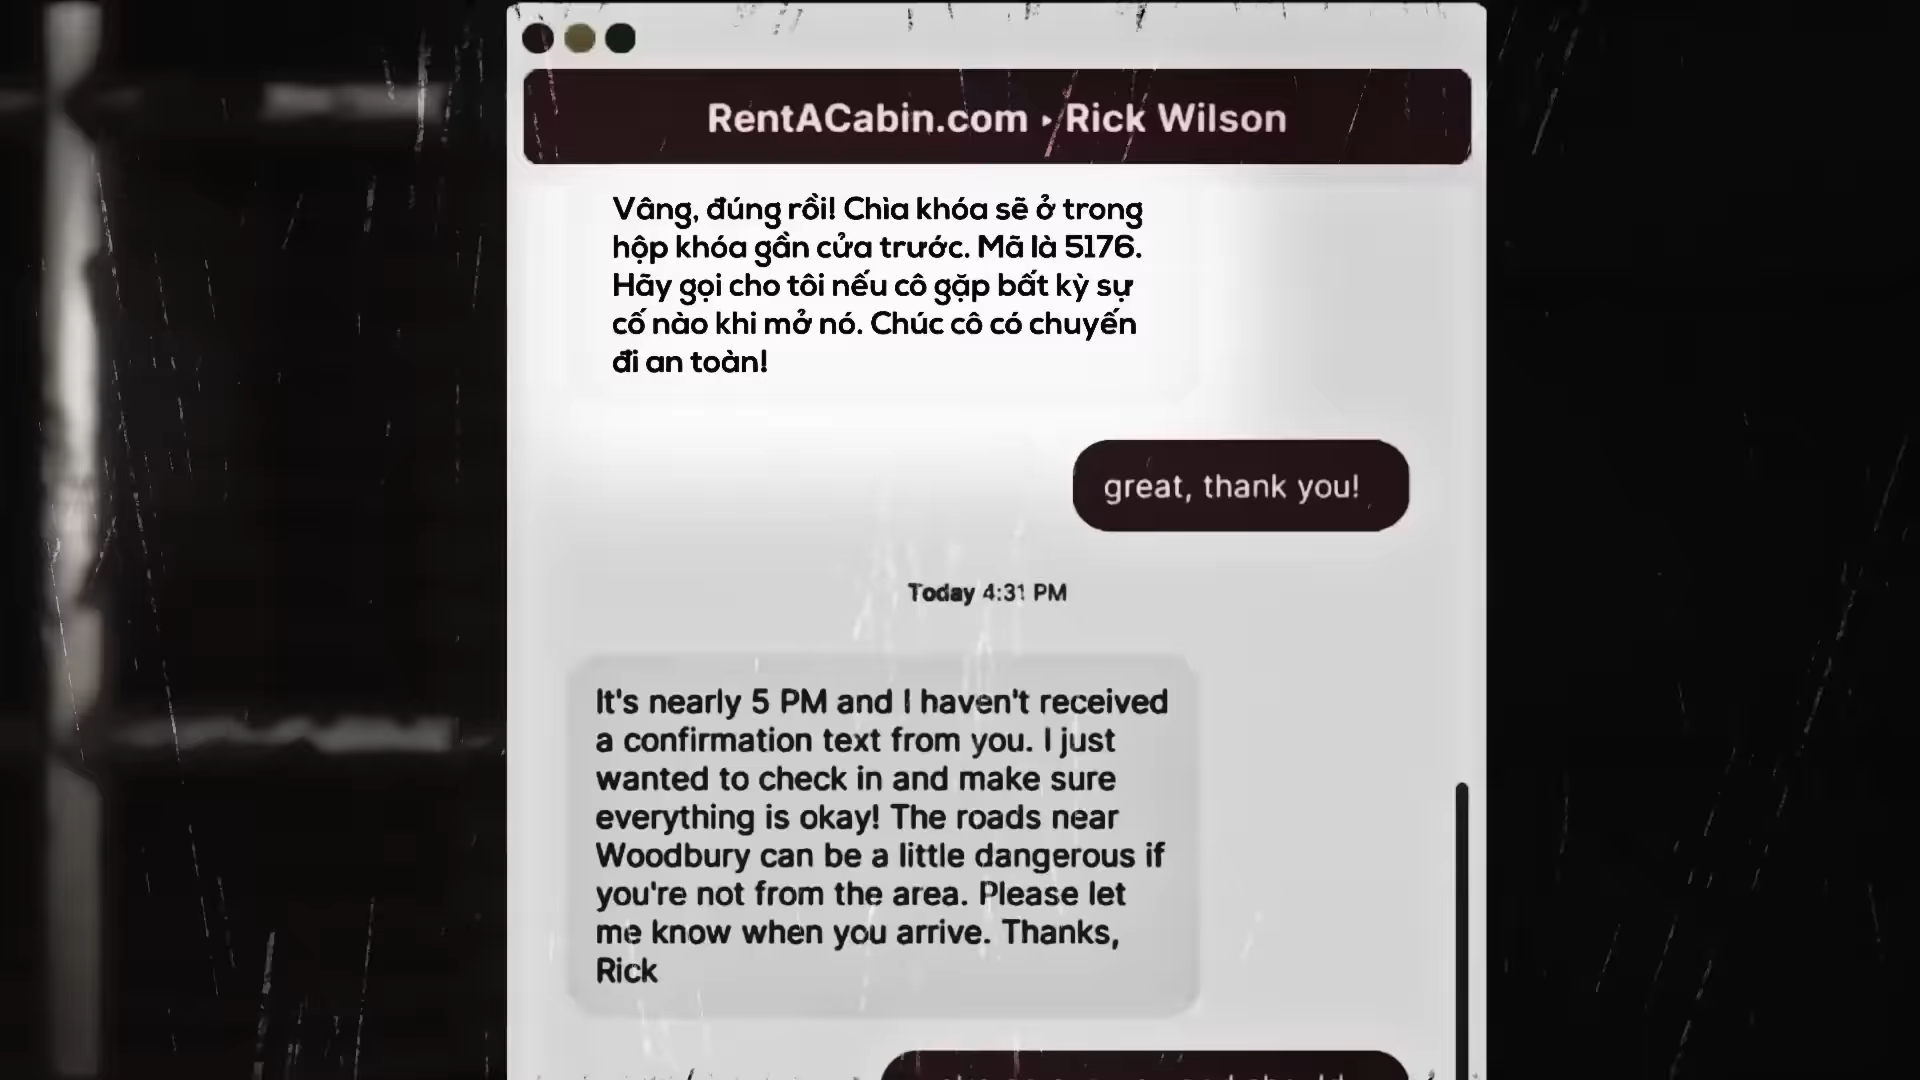 RentACabin.com ▸ Rick Wilson
Vâng, đúng rồi! Chìa khóa sẽ ở trong
hộp khóa gần cửa trước. Mã là 5176.
Hãy gọi cho tôi nếu cô gặp bất kỳ sự
cố nào khi mở nó. Chúc cô có chuyến
đi an toàn!
great, thank you!
Today 4:31 PM
It's nearly 5 PM and I haven't received
a confirmation text from you. I just
wanted to check in and make sure
everything is okay! The roads near
Woodbury can be a little dangerous if
you're not from the area. Please let
me know when you arrive. Thanks,
Rick